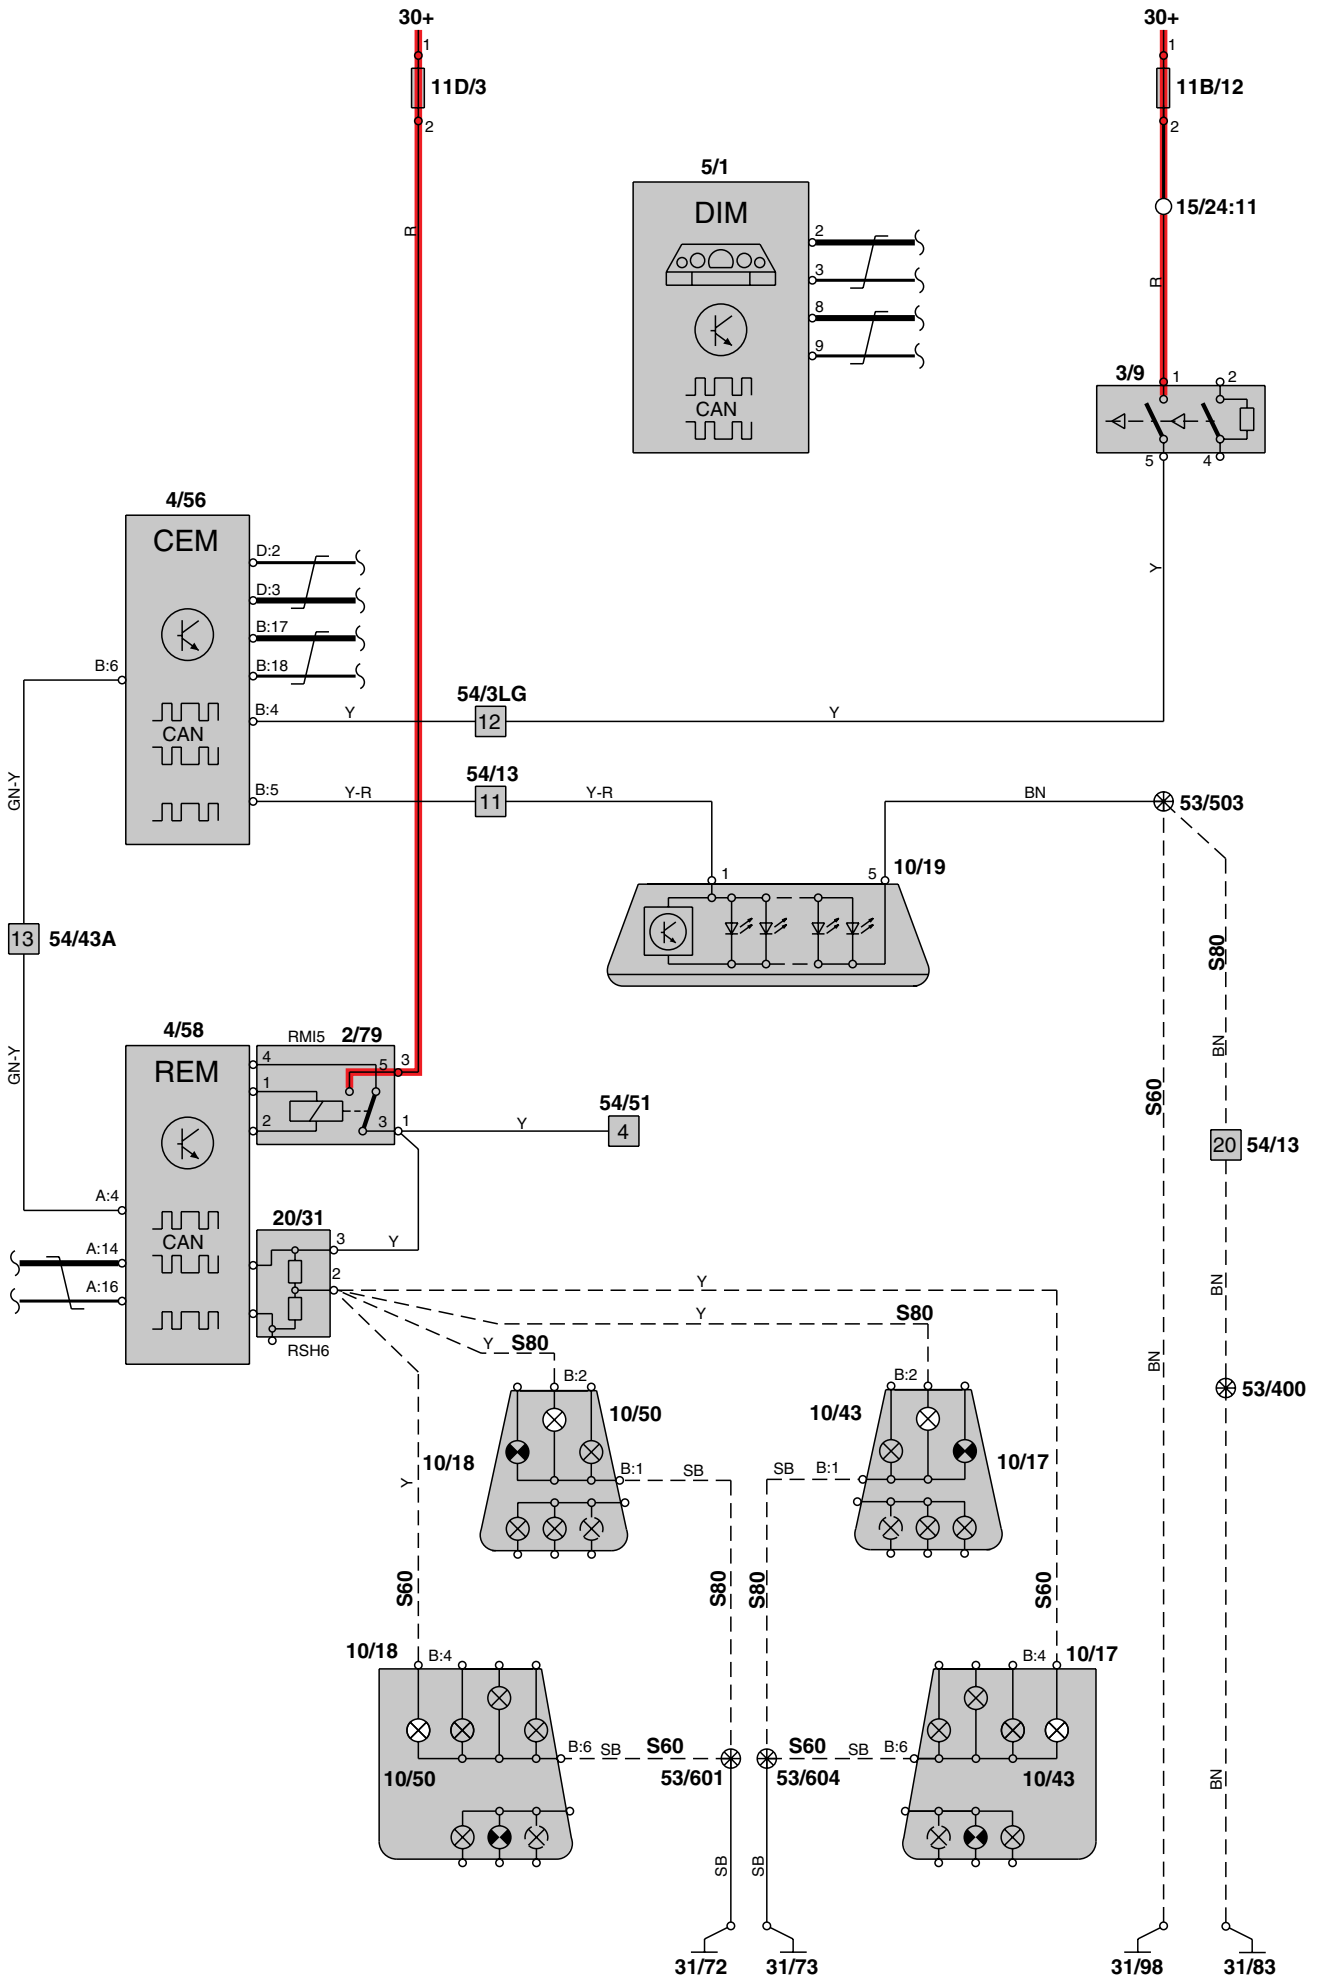 30+
30+
1
1
11D/3
11B/12
2
2
5/1
DIM
15/24:11
2
R
3
R
8
9
3/9
1
2
CAN
5
4
4/56
CEM
D:2
D:3
Y
B:17
B:6
B:18
54/3LG
B:4
Y
12
Y
CAN
54/13
B:5
Y-R
11
Y-R
BN
53/503
GN-Y
1
5
10/19
13
54/43A
S80
4/58
RMI5
2/79
BN
GN-Y
REM
4
5
3
1
S60
54/51
2
3
1
Y
4
20
54/13
A:4
20/31
3
Y
CAN
A:14
2
Y
BN
A:16
S80
Y
Y
S80
RSH6
BN
B:2
B:2
53/400
10/50
10/43
10/18
10/17
B:1
SB
SB
B:1
Y
S60
S80
S80
S60
10/18
B:4
B:4
10/17
B:6
SB
S60
S60
SB
B:6
10/50
53/601
53/604
10/43
BN
SB
SB
31/72
31/73
31/98
31/83